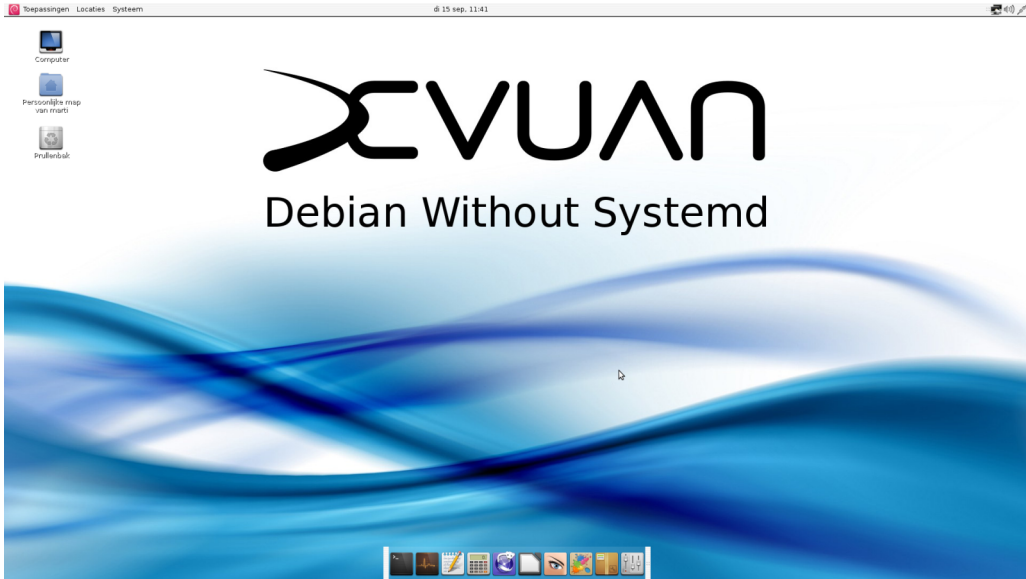 Toepassingen Locaties Systeem
di 15 sep, 11:41
Computer
Persoonlijke map
van marti
Prullenbak
DEVUAN
Debian Without Systemd